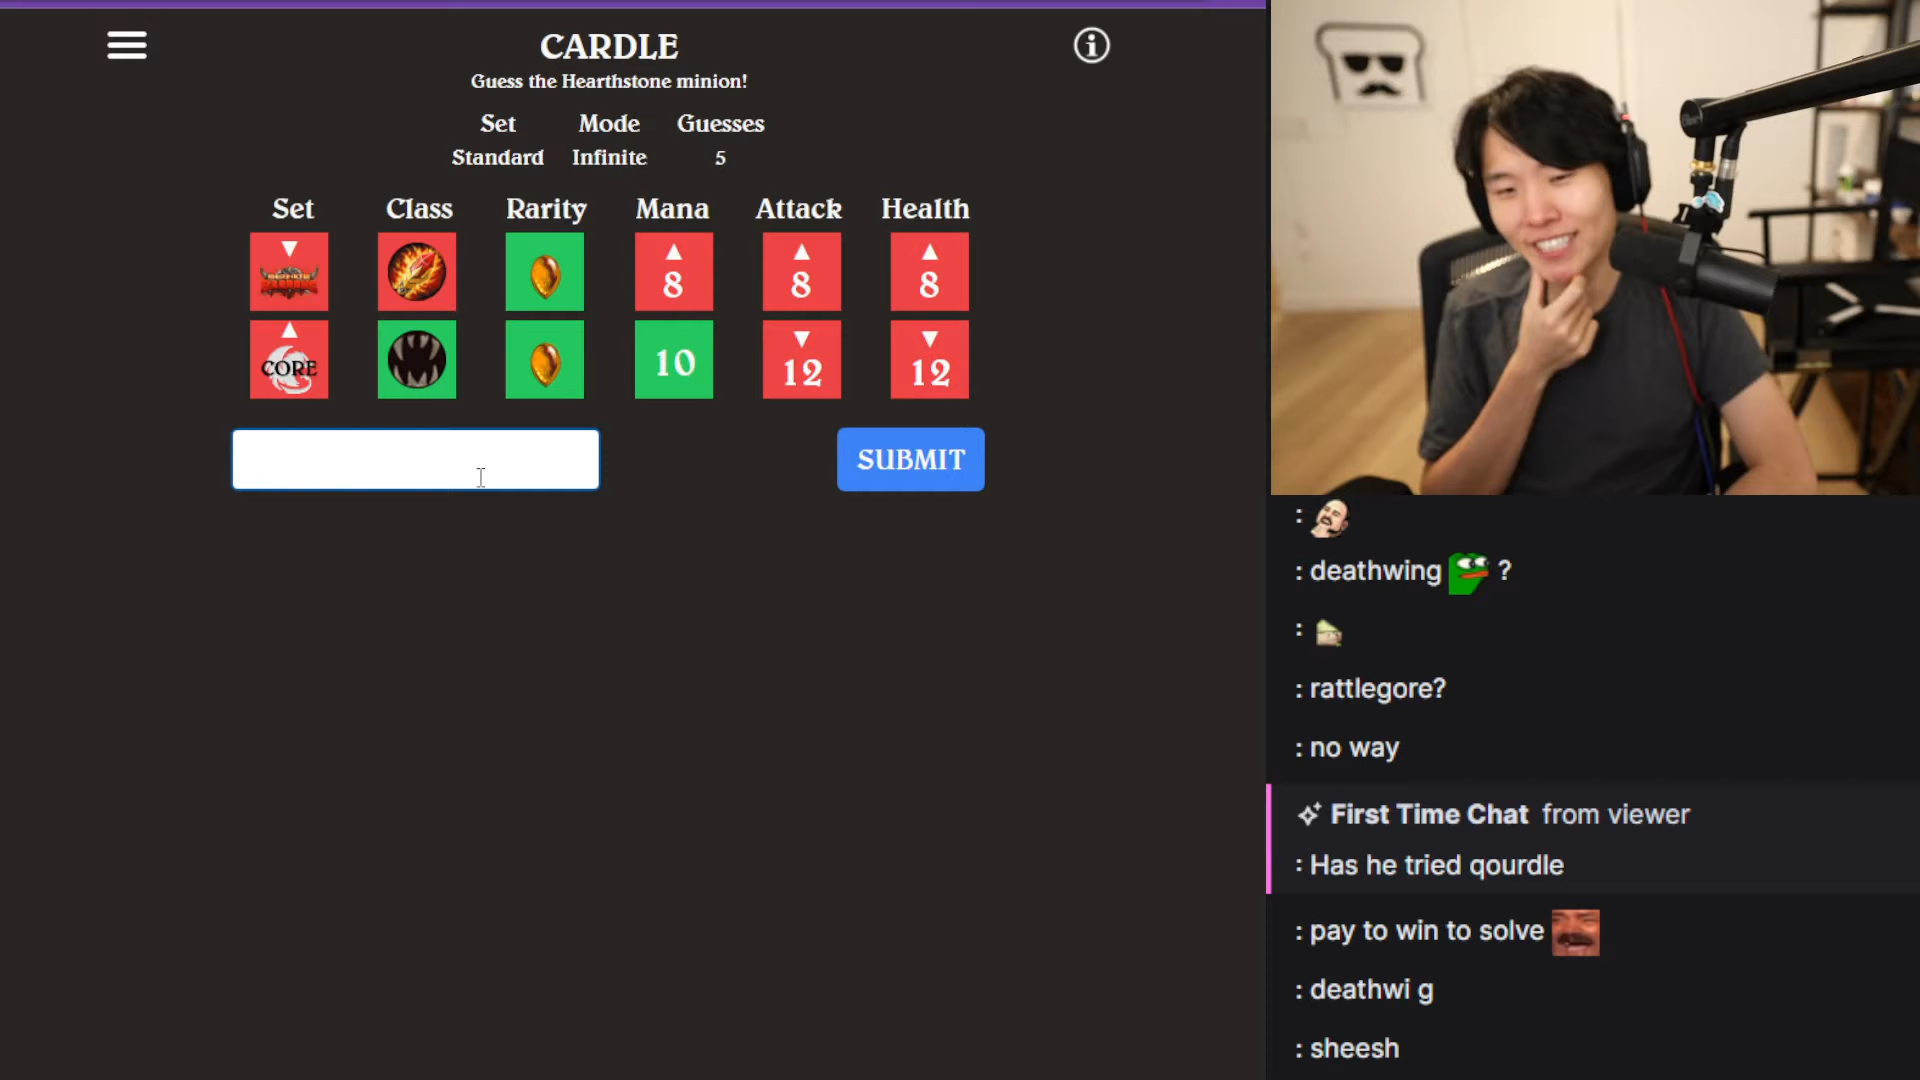 CARDLE
Guess the Hearthstone minion!
Set Mode Guesses
Standard Infinite 5
Set Class Rarity Mana Attack Health
8 8 8
CORE 10 12 12
SUBMIT
: deathwing ?
: rattlegore?
: no way
First Time Chat from viewer
: Has he tried qourdle
: pay to win to solve
: deathwi g
: sheesh